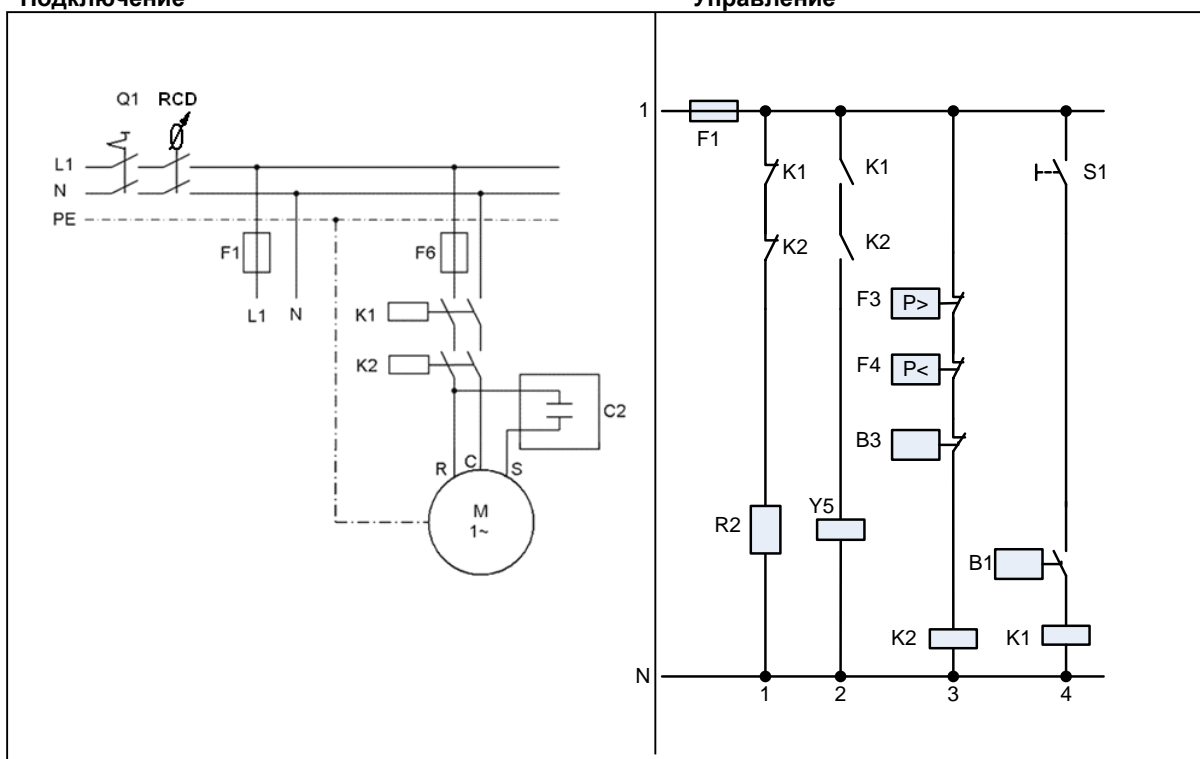 Подключение
Управление
Q1 RCD
L1
N
PE
F1
F6
L1 N
K1
K2
C2
R C S
M
1~
1
F1
K1
K1
S1
K2
K2
F3 P>
F4 P<
B3
Y5
R2
B1
K2
K1
N
1 2 3 4